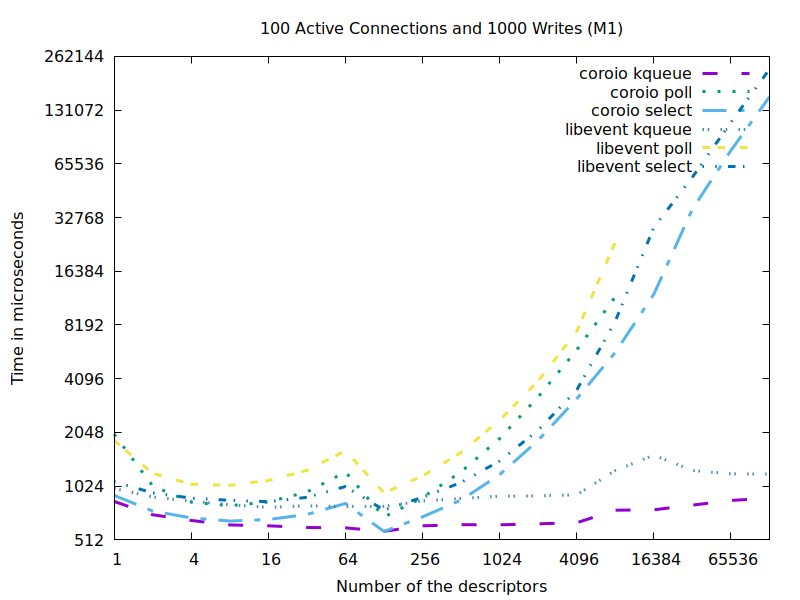 100 Active Connections and 1000 Writes (M1)
262144
131072
65536
32768
16384
8192
4096
2048
1024
512
Time in microseconds
coroio kqueue
coroio poll
coroio select
libevent kqueue
libevent poll
libevent select
1 4 16 64 256 1024 4096 16384 65536
Number of the descriptors